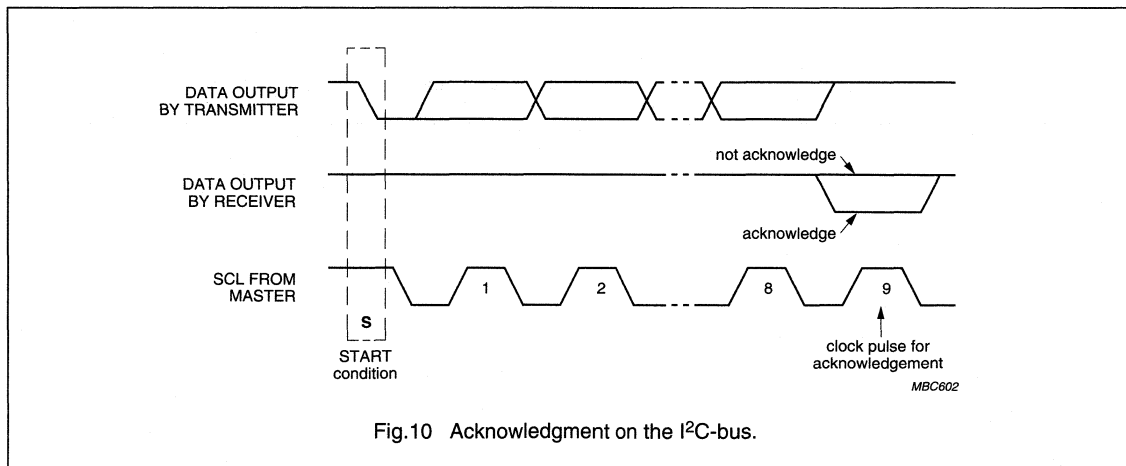 DATA OUTPUT
BY TRANSMITTER
not acknowledge
DATA OUTPUT
BY RECEIVER
acknowledge
SCL FROM
MASTER
1
2
8
9
S
START
condition
clock pulse for
acknowledgement
MBC602
Fig.10 Acknowledgment on the I²C-bus.